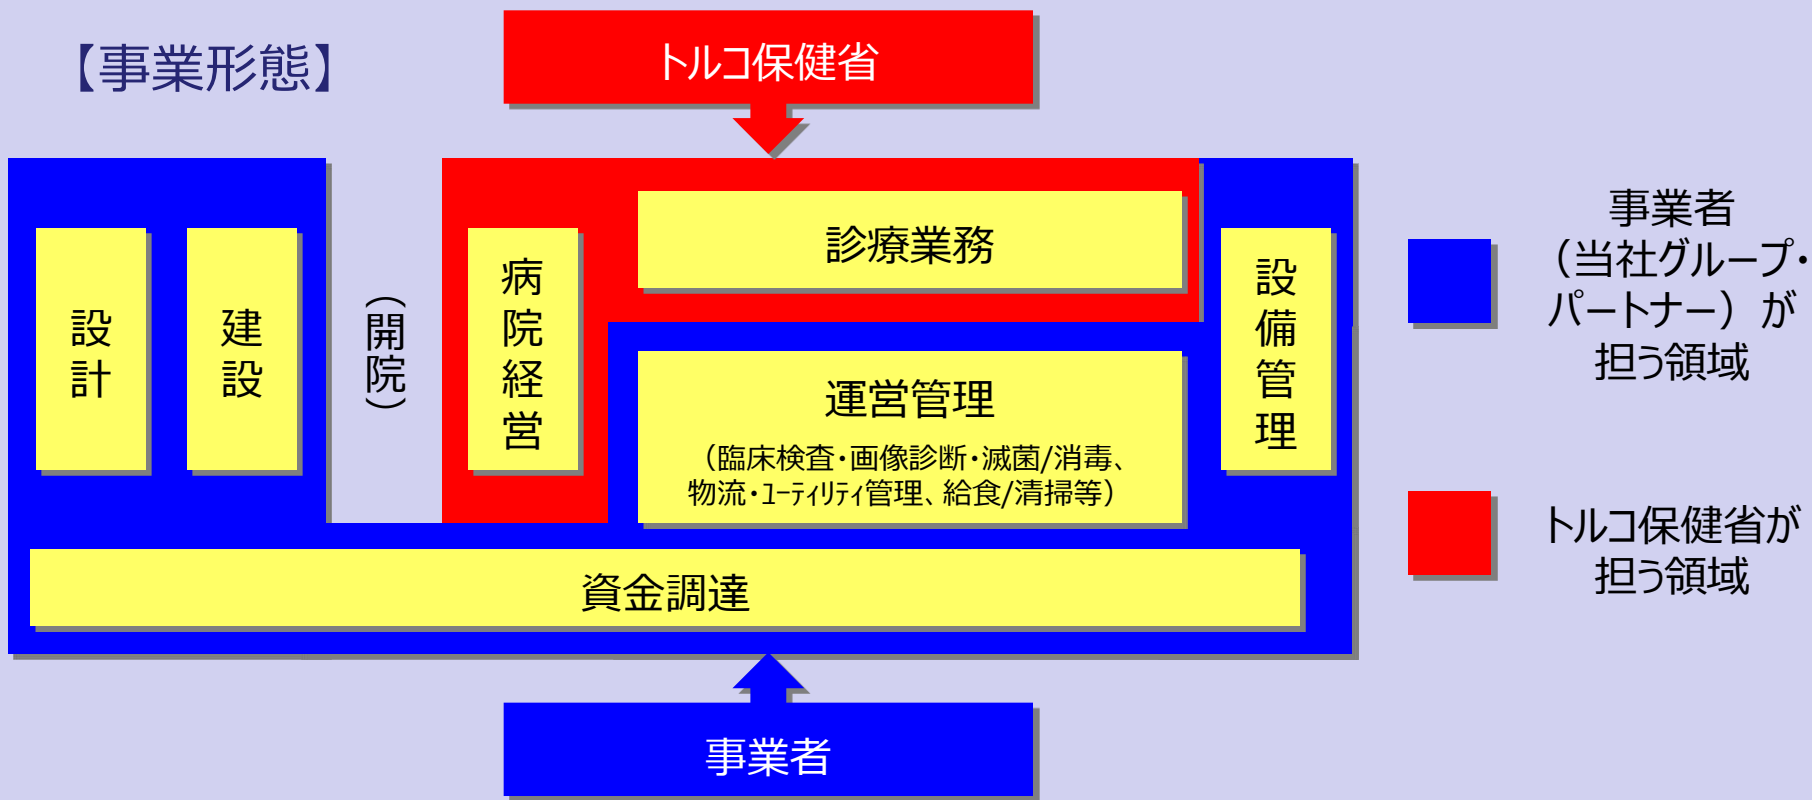 【事業形態】
トルコ保健省
設計
建設
（開院）
病院経営
診療業務
運営管理
（臨床検査・画像診断・滅菌/消毒、
物流・ユーティリティ管理、給食/清掃等）
設備管理
資金調達
事業者
事業者
（当社グループ・
パートナー）が
担う領域
トルコ保健省が
担う領域